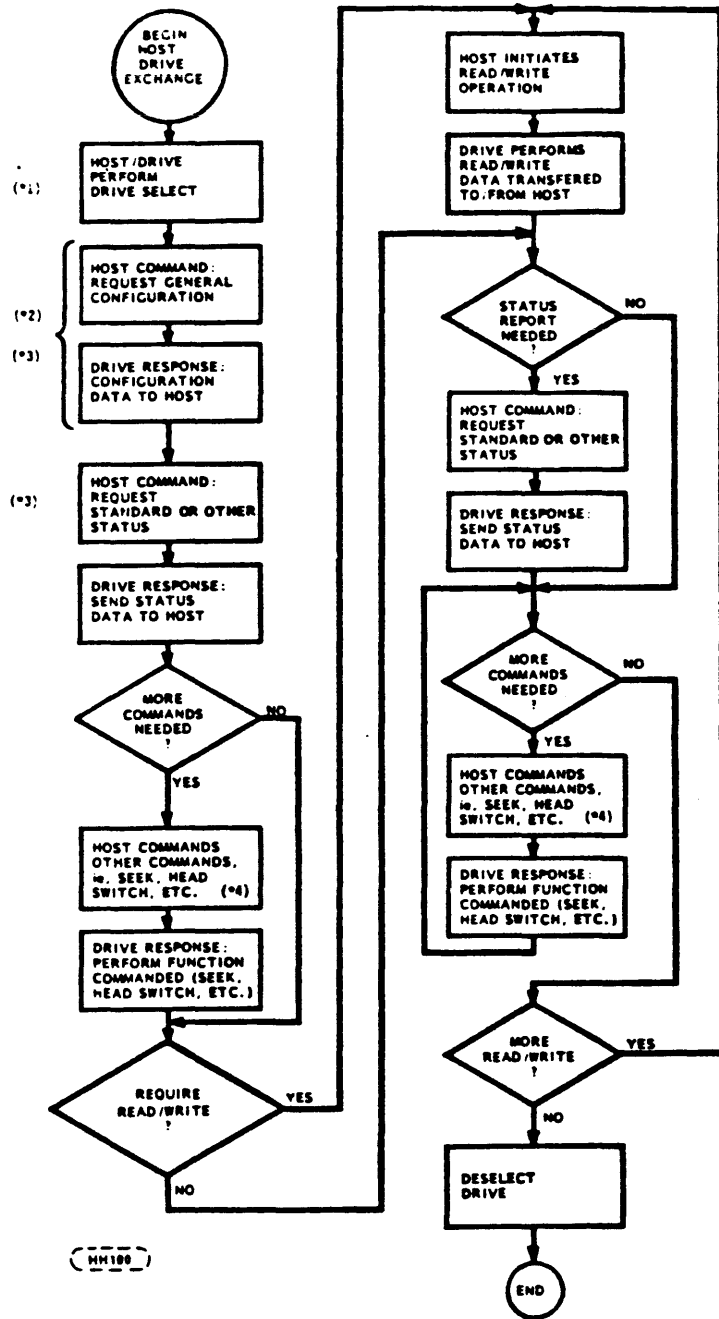 BEGIN
HOST
DRIVE
EXCHANGE
(*1)
HOST/DRIVE
PERFORM
DRIVE SELECT
(*2)
(*3)
HOST COMMAND:
REQUEST GENERAL
CONFIGURATION
DRIVE RESPONSE:
CONFIGURATION
DATA TO HOST
(*3)
HOST COMMAND:
REQUEST
STANDARD OR OTHER
STATUS
DRIVE RESPONSE:
SEND STATUS
DATA TO HOST
MORE
COMMANDS
NEEDED
?
NO
YES
HOST COMMANDS
OTHER COMMANDS,
ie, SEEK, HEAD
SWITCH, ETC. (*4)
DRIVE RESPONSE:
PERFORM FUNCTION
COMMANDED (SEEK,
HEAD SWITCH, ETC.)
REQUIRE
READ/WRITE
?
YES
NO
HH100
HOST INITIATES
READ/WRITE
OPERATION
DRIVE PERFORMS
READ/WRITE
DATA TRANSFERED
TO/FROM HOST
STATUS
REPORT
NEEDED
?
NO
YES
HOST COMMAND:
REQUEST
STANDARD OR OTHER
STATUS
DRIVE RESPONSE:
SEND STATUS
DATA TO HOST
MORE
COMMANDS
NEEDED
?
NO
YES
HOST COMMANDS
OTHER COMMANDS,
ie, SEEK, HEAD
SWITCH, ETC. (*4)
DRIVE RESPONSE:
PERFORM FUNCTION
COMMANDED (SEEK,
HEAD SWITCH, ETC.)
MORE
READ/WRITE
?
YES
NO
DESELECT
DRIVE
END